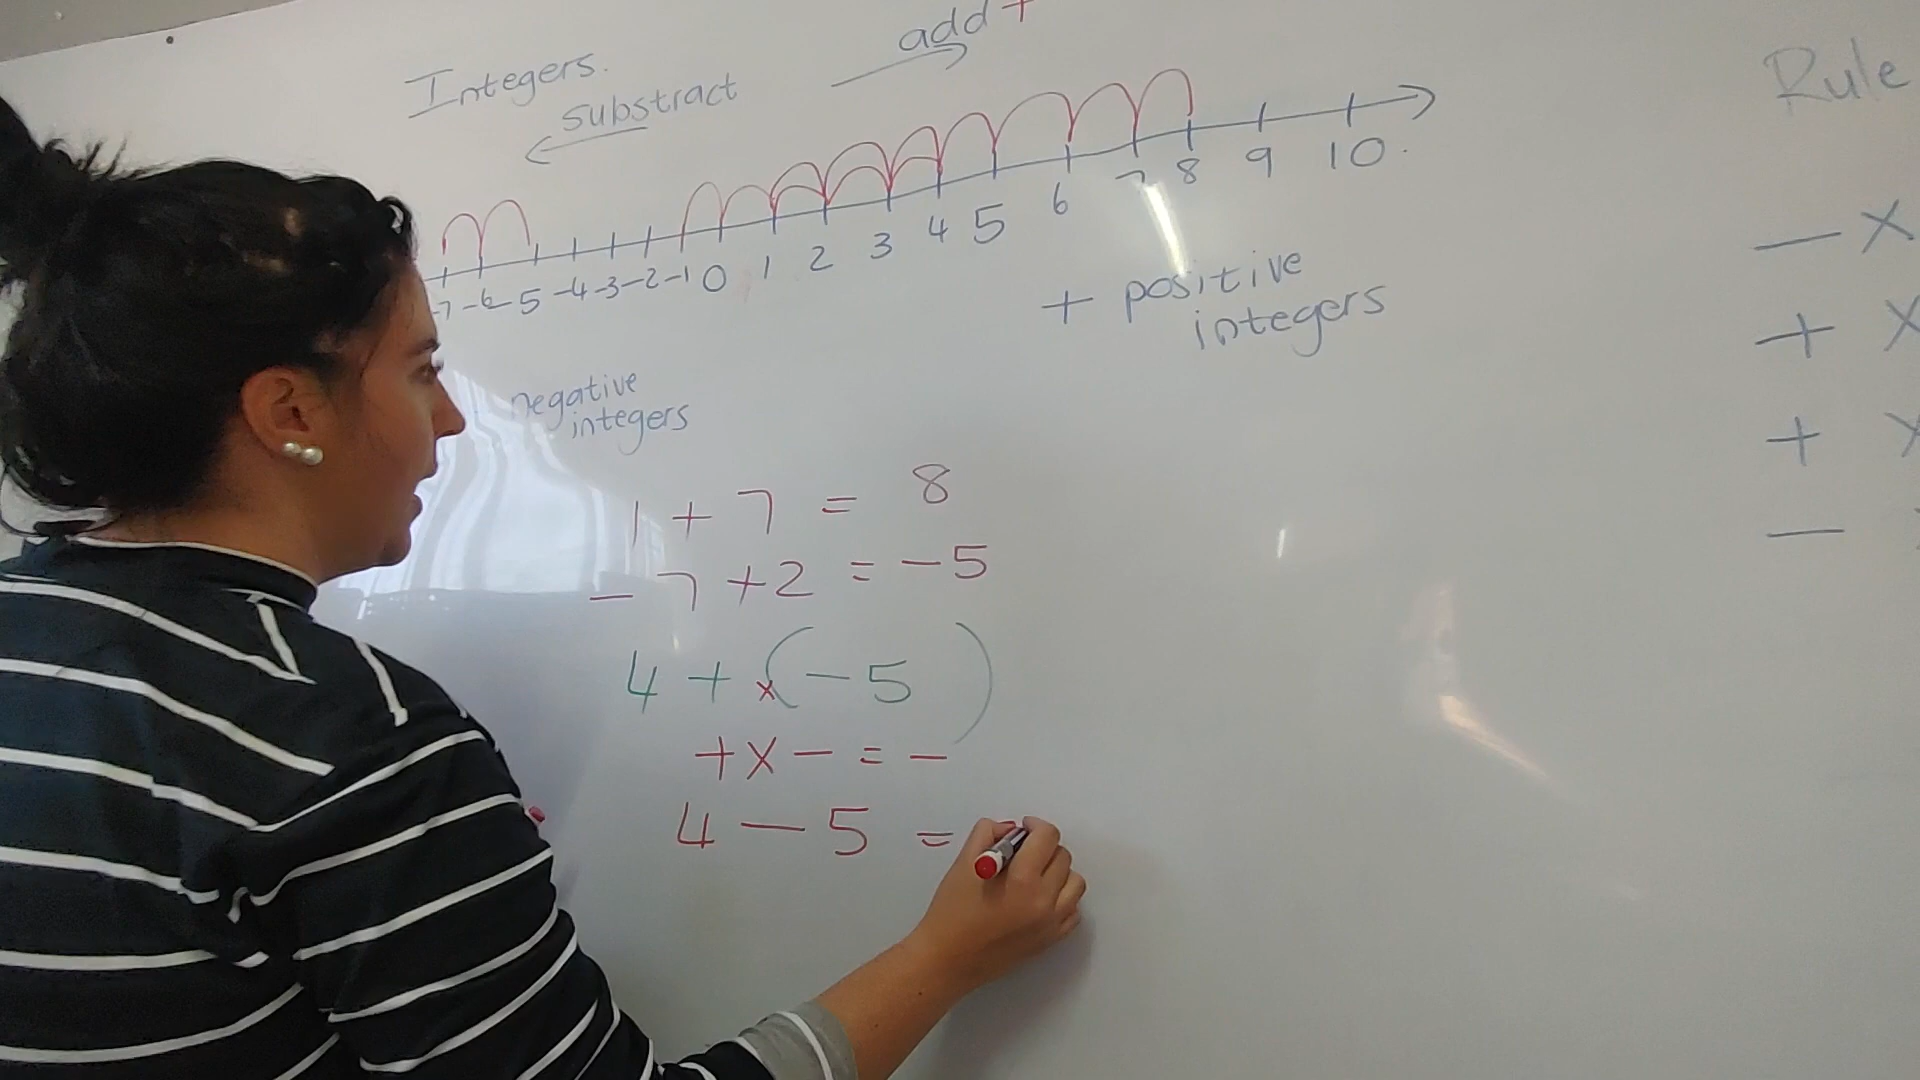 Integers.
add +
substract
-7 -6 -5 -4 -3 -2 -1 0 1 2 3 4 5 6 7 8 9 10.
+ positive
integers
negative
integers
1 + 7 = 8
- 7 + 2 = -5
4 + x(-5)
+ x - = -
4 - 5 =
Rule
- x
+ x
+ x
-